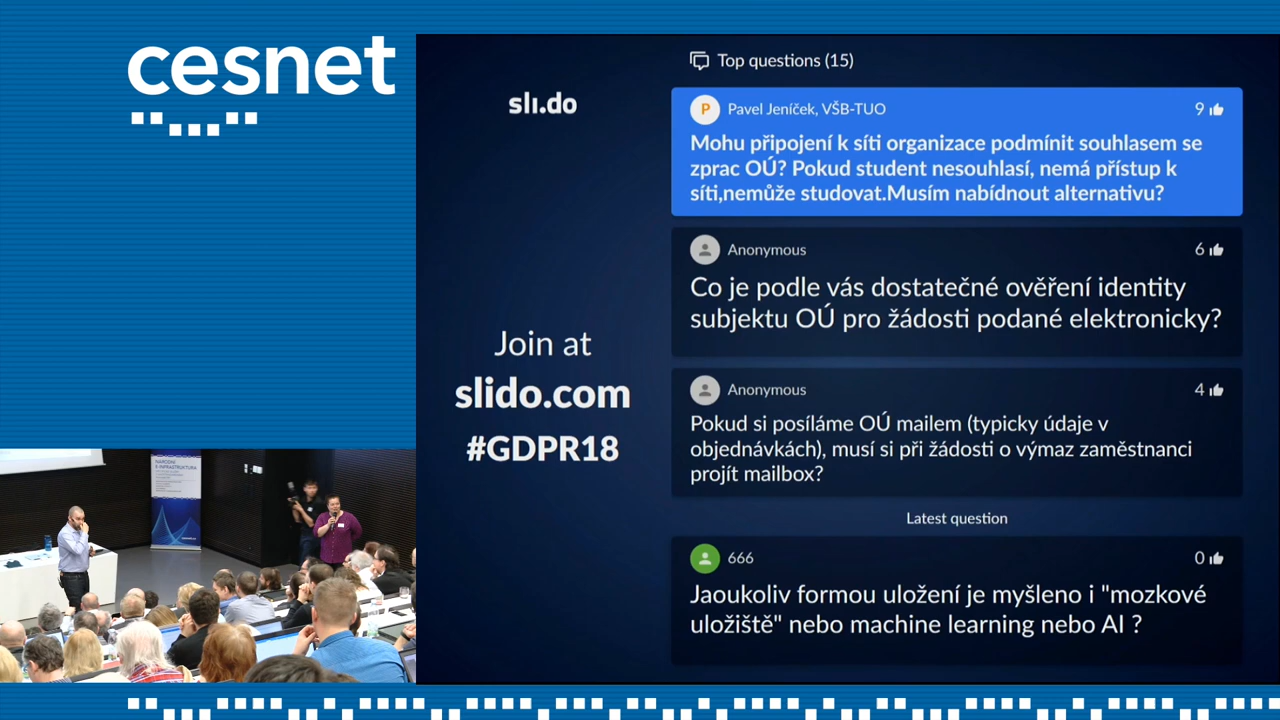 cesnet
Top questions (15)
sli.do
Pavel Jeníček, VŠB-TUO
9
Mohu připojení k síti organizace podmínit souhlasem se
zprac OÚ? Pokud student nesouhlasí, nemá přístup k
síti,nemůže studovat.Musím nabídnout alternativu?
Anonymous
6
Co je podle vás dostatečné ověření identity
subjektu OÚ pro žádosti podané elektronicky?
Join at
slido.com
#GDPR18
Anonymous
4
Pokud si posíláme OÚ mailem (typicky údaje v
objednávkách), musí si při žádosti o výmaz zaměstnanci
projít mailbox?
Latest question
666
0
Jaoukoliv formou uložení je myšleno i "mozkové
uložiště" nebo machine learning nebo AI ?
NÁRODNÍ
E-INFRASTRUKTURA